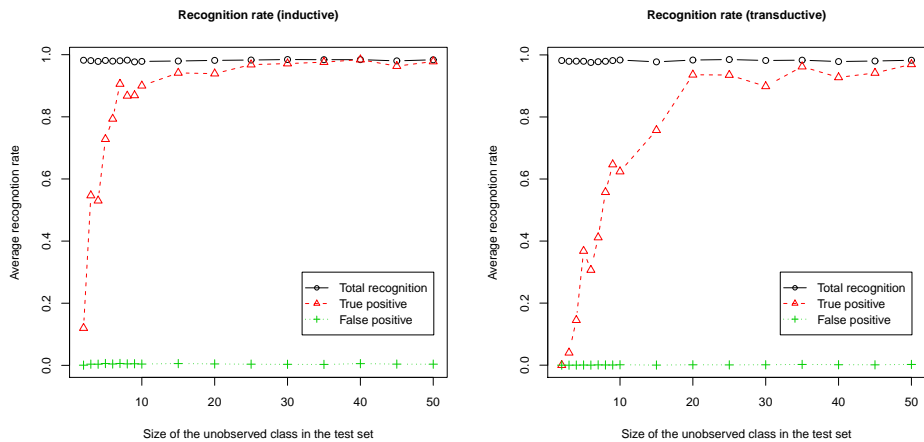 Recognition rate (inductive)
Average recognotion rate
0.0
0.2
0.4
0.6
0.8
1.0
10
20
30
40
50
Size of the unobserved class in the test set
Total recognition
True positive
False positive
Recognition rate (transductive)
Average recognotion rate
0.0
0.2
0.4
0.6
0.8
1.0
10
20
30
40
50
Size of the unobserved class in the test set
Total recognition
True positive
False positive